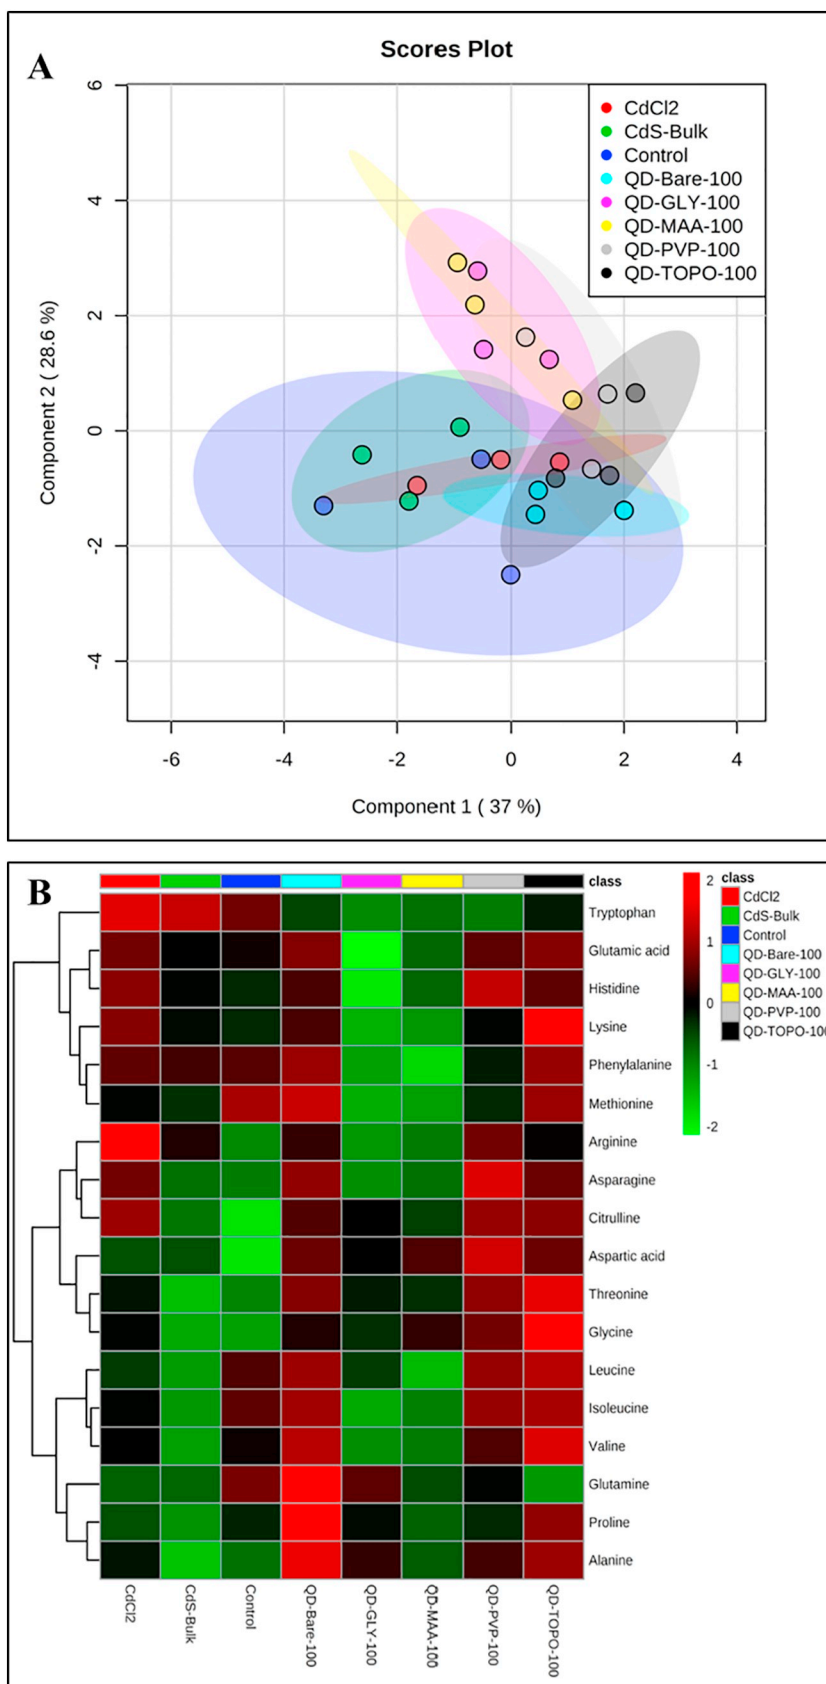 A
Scores Plot
CdCl2
CdS-Bulk
Control
QD-Bare-100
QD-GLY-100
QD-MAA-100
QD-PVP-100
QD-TOPO-100
Component 2 ( 28.6 %)
6
4
2
0
-2
-4
-6
-4
-2
0
2
4
Component 1 ( 37 %)
B
class
Tryptophan
Glutamic acid
Histidine
Lysine
Phenylalanine
Methionine
Arginine
Asparagine
Citrulline
Aspartic acid
Threonine
Glycine
Leucine
Isoleucine
Valine
Glutamine
Proline
Alanine
2
1
0
-1
-2
class
CdCl2
CdS-Bulk
Control
QD-Bare-100
QD-GLY-100
QD-MAA-100
QD-PVP-100
QD-TOPO-100
CdCl2
CdS-Bulk
Control
QD-Bare-100
QD-GLY-100
QD-MAA-100
QD-PVP-100
QD-TOPO-100